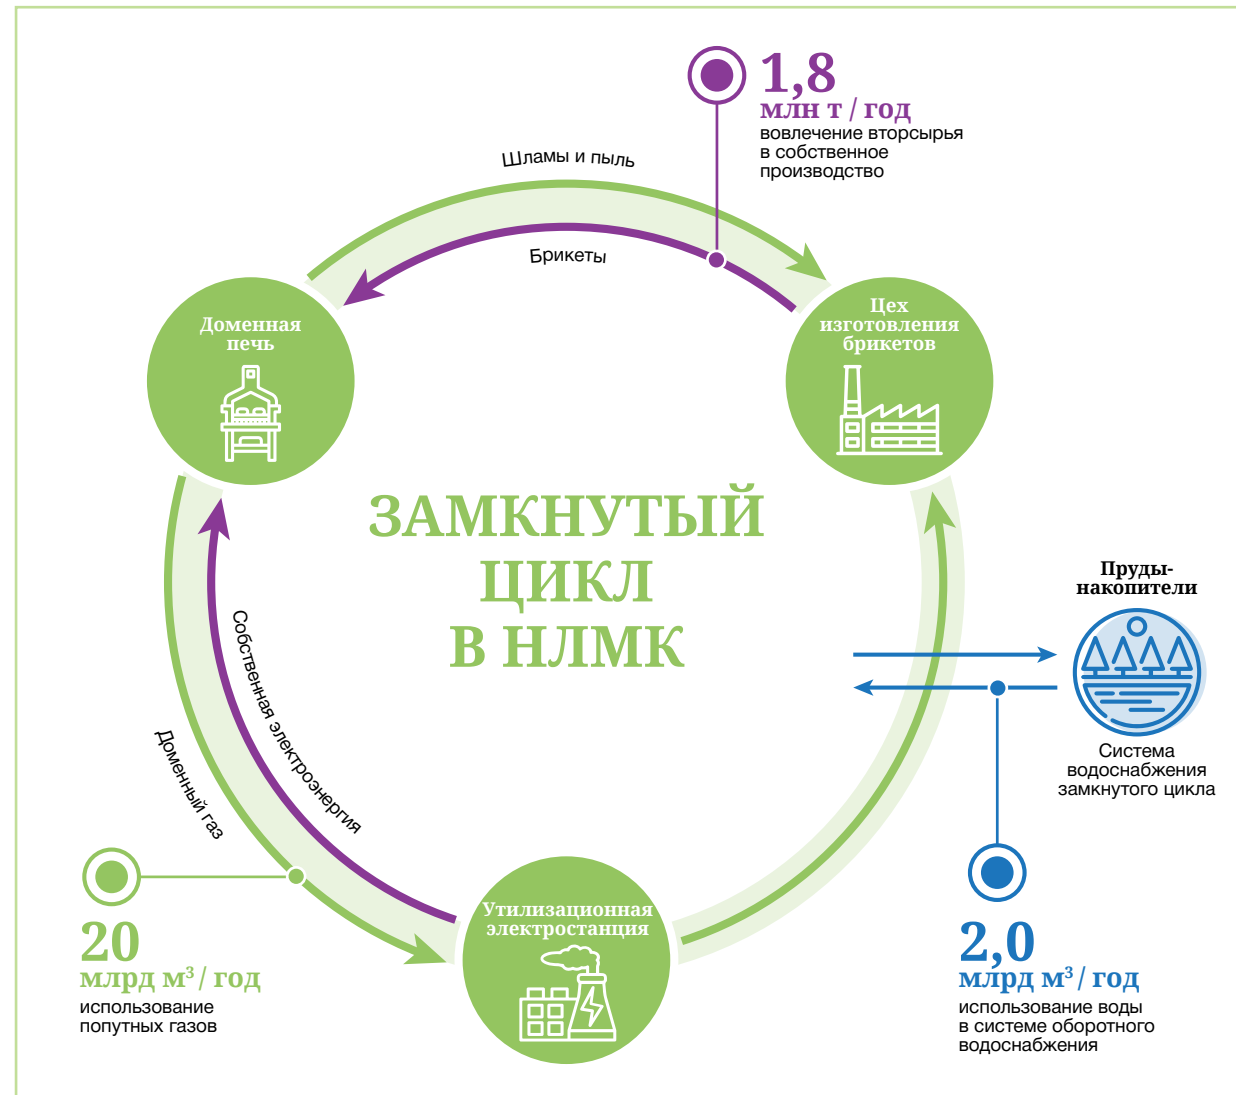 1,8
млн т / год
вовлечение вторсырья
в собственное
производство
Шламы и пыль
Брикеты
Доменная
печь
Цех
изготовления
брикетов
ЗАМКНУТЫЙ
ЦИКЛ
В НЛМК
Пруды-
накопители
Система
водоснабжения
замкнутого цикла
Собственная электроэнергия
Доменный газ
Утилизационная
электростанция
20
млрд м³ / год
использование
попутных газов
2,0
млрд м³ / год
использование воды
в системе оборотного
водоснабжения